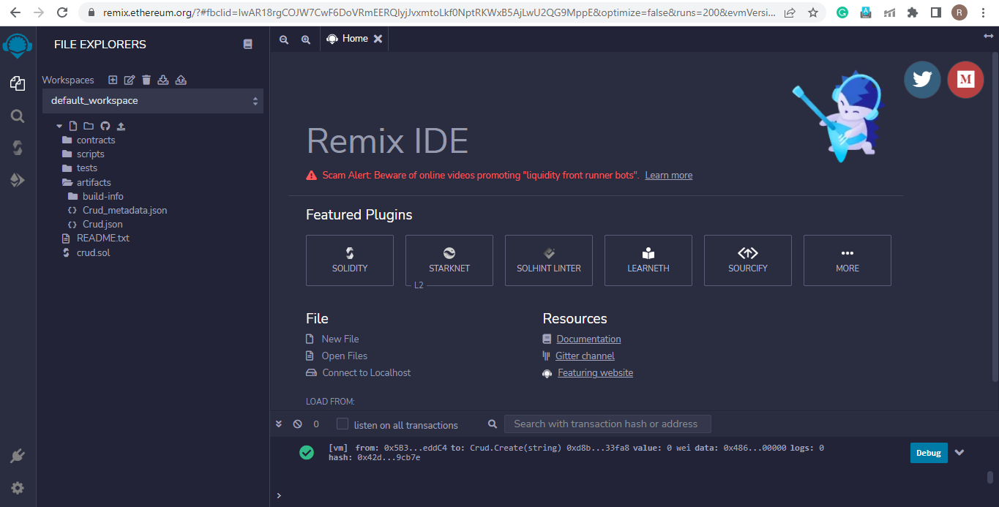 remix.ethereum.org/?#fbclid=IwAR18rgCOJW7CwF6DoVRmEERQIyjJvxmtoLkf0NptRKWxB5AjLwU2QG9MppE&optimize=false&runs=200&evmVersi...
R
FILE EXPLORERS
Home
Workspaces
default_workspace
contracts
scripts
tests
artifacts
build-info
Crud_metadata.json
Crud.json
README.txt
crud.sol
M
Remix IDE
Scam Alert: Beware of online videos promoting "liquidity front runner bots". Learn more
Featured Plugins
SOLIDITY
STARKNET
L2
SOLHINT LINTER
LEARNETH
SOURCIFY
MORE
File
New File
Open Files
Connect to Localhost
LOAD FROM:
Resources
Documentation
Gitter channel
Featuring website
0
listen on all transactions
Search with transaction hash or address
[vm] from: 0x5B3...eddC4 to: Crud.Create(string) 0xd8b...33fa8 value: 0 wei data: 0x486...00000 logs: 0
hash: 0x42d...9cb7e
Debug
>